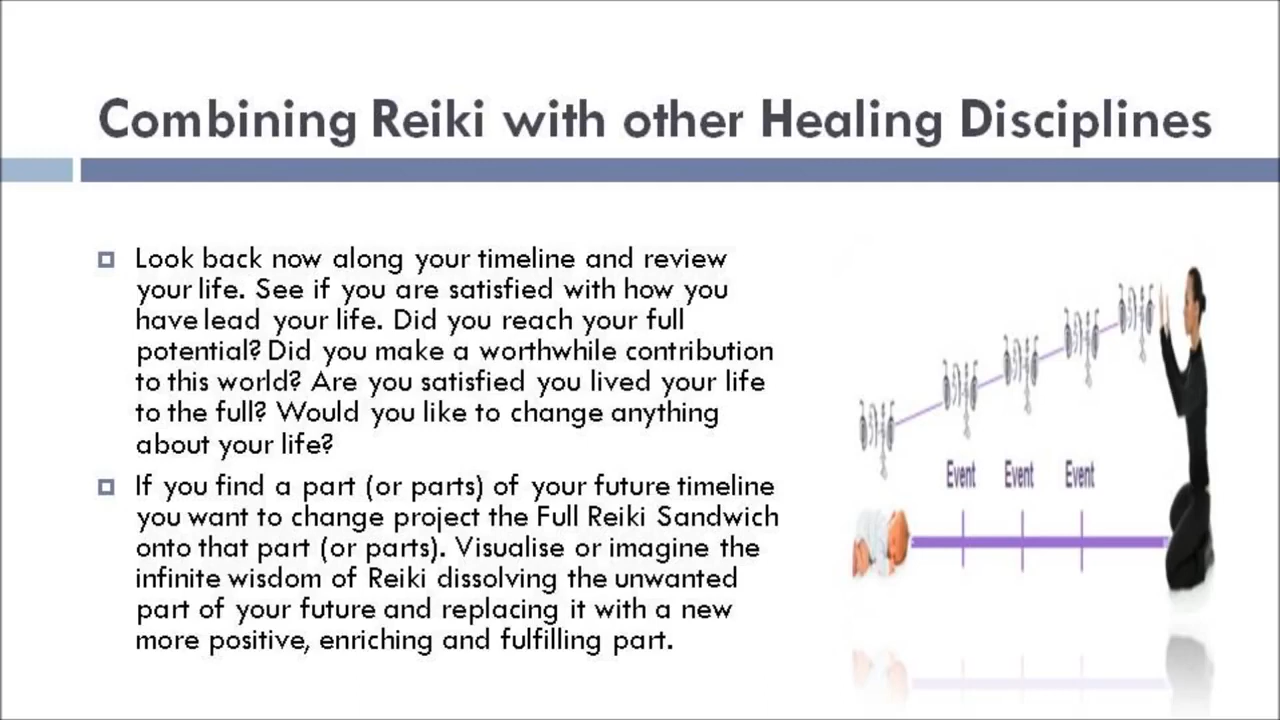 Combining Reiki with other Healing Disciplines
Look back now along your timeline and review
your life. See if you are satisfied with how you
have lead your life. Did you reach your full
potential? Did you make a worthwhile contribution
to this world? Are you satisfied you lived your life
to the full? Would you like to change anything
about your life?
If you find a part (or parts) of your future timeline
you want to change project the Full Reiki Sandwich
onto that part (or parts). Visualise or imagine the
infinite wisdom of Reiki dissolving the unwanted
part of your future and replacing it with a new
more positive, enriching and fulfilling part.
Event Event Event